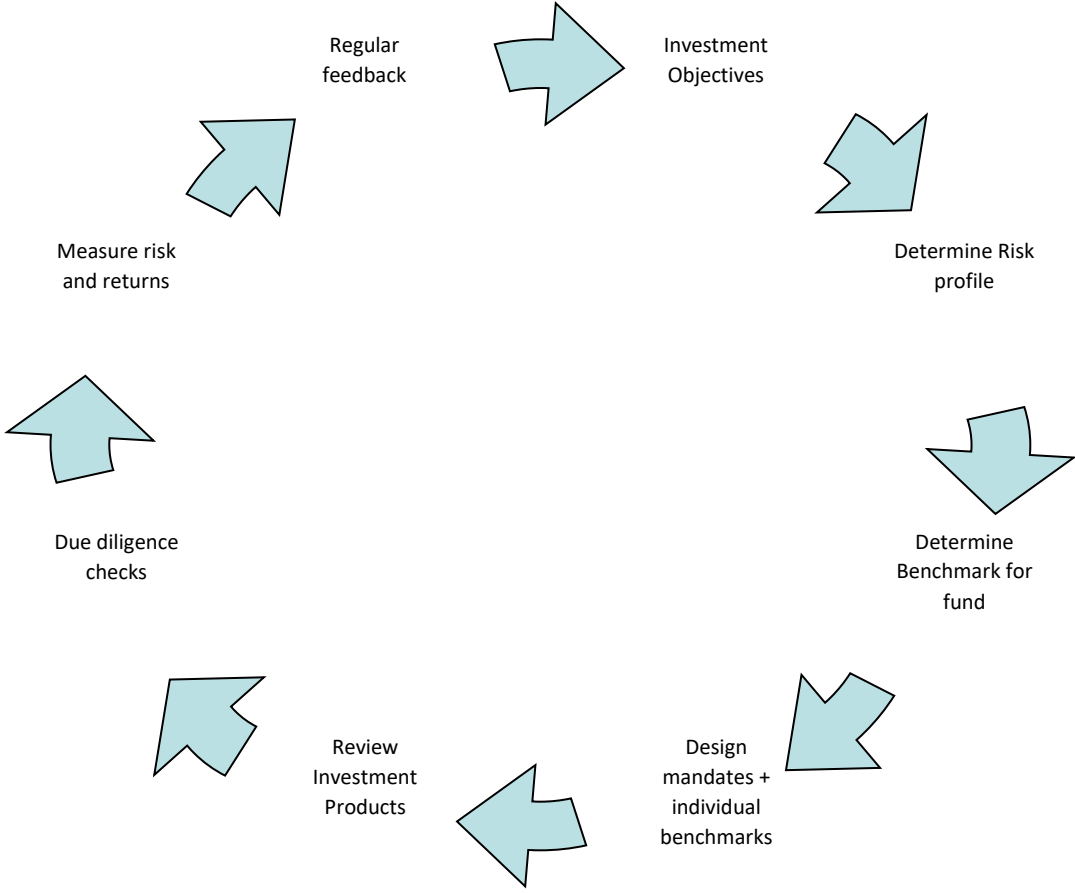 Regular
feedback
Investment
Objectives
Measure risk
and returns
Determine Risk
profile
Due diligence
checks
Determine
Benchmark for
fund
Review
Investment
Products
Design
mandates +
individual
benchmarks